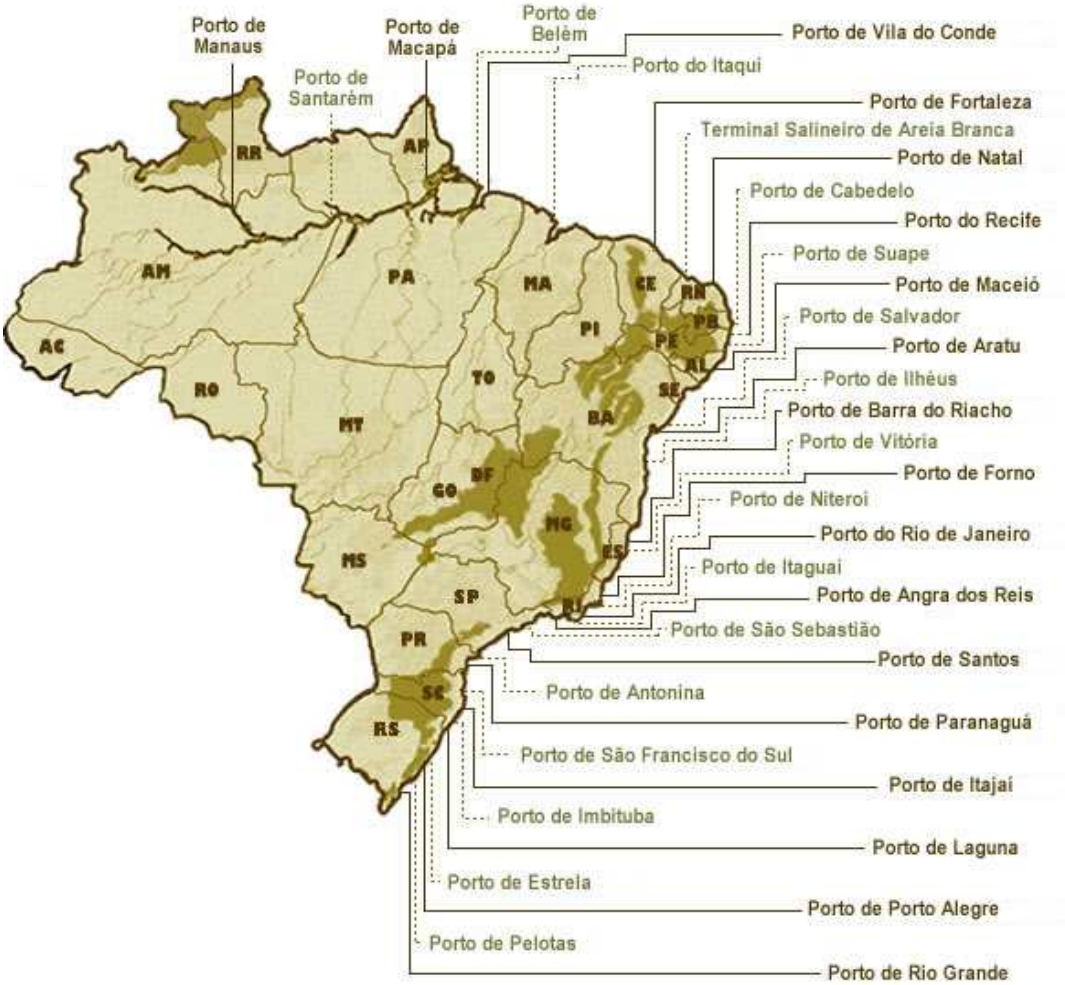 Porto de
Belém
Porto de
Manaus
Porto de
Macapá
Porto de Vila do Conde
Porto do Itaqui
Porto de
Santarém
Porto de Fortaleza
Terminal Salineiro de Areia Branca
Porto de Natal
Porto de Cabedelo
Porto do Recife
Porto de Suape
Porto de Maceió
Porto de Salvador
Porto de Aratu
Porto de Ilhéus
Porto de Barra do Riacho
Porto de Vitória
Porto de Forno
Porto de Niteroi
Porto do Rio de Janeiro
Porto de Itaguai
Porto de Angra dos Reis
Porto de São Sebastião
Porto de Santos
Porto de Antonina
Porto de Paranaguá
Porto de São Francisco do Sul
Porto de Itajaí
Porto de Imbituba
Porto de Laguna
Porto de Estrela
Porto de Porto Alegre
Porto de Pelotas
Porto de Rio Grande
RR
AP
AM
PA
MA
CE
RN
PB
PI
PE
AC
AL
RO
TO
SE
BA
MT
DF
GO
MG
MS
ES
SP
RJ
PR
SC
RS